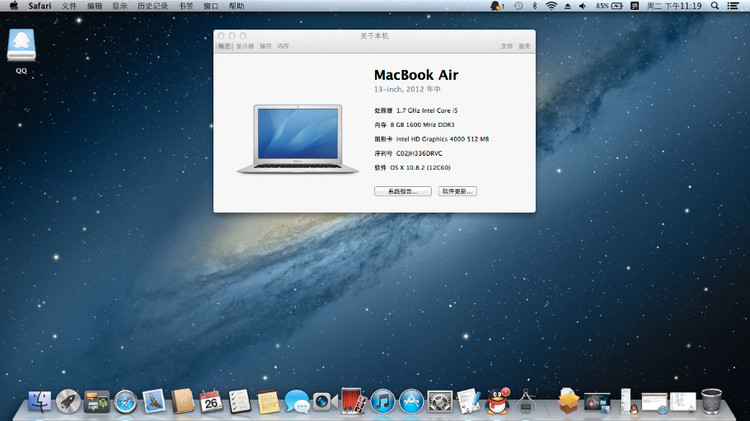 Safari 文件 编辑 显示 历史记录 书签 窗口 帮助
1 85% 拼 周二 下午11:19
QQ
关于本机
概览 显示器 储存 内存 支持 服务
MacBook Air
13-inch, 2012 年中
处理器 1.7 GHz Intel Core i5
内存 8 GB 1600 MHz DDR3
图形卡 Intel HD Graphics 4000 512 MB
序列号 C02JH336DRVC
软件 OS X 10.8.2 (12C60)
系统报告... 软件更新...
26